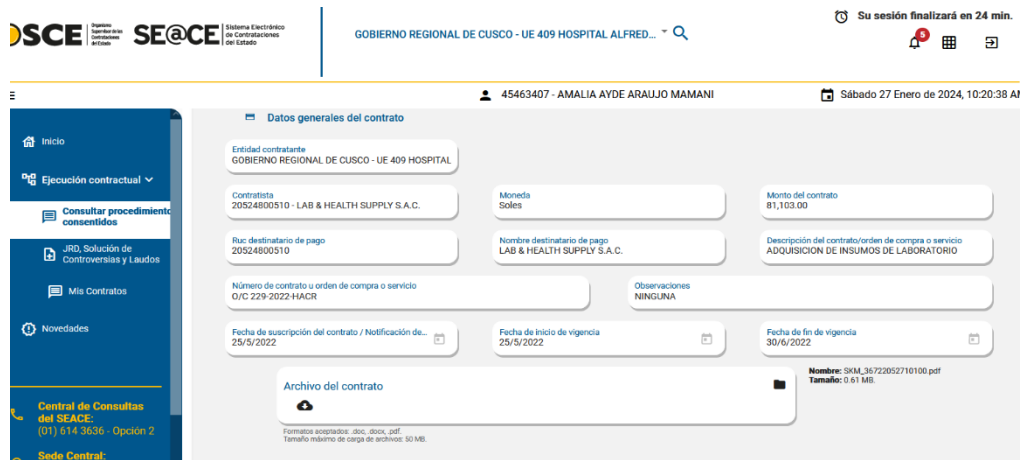 OSCE Organismo Supervisor de las Contrataciones del Estado
SE@CE Sistema Electrónico de Contrataciones del Estado
GOBIERNO REGIONAL DE CUSCO - UE 409 HOSPITAL ALFRED...
Su sesión finalizará en 24 min.
5
45463407 - AMALIA AYDE ARAUJO MAMANI
Sábado 27 Enero de 2024, 10:20:38 AM
Inicio
Ejecución contractual
Consultar procedimiento
consentidos
JRD, Solución de
Controversias y Laudos
Mis Contratos
Novedades
Central de Consultas
del SEACE:
(01) 614 3636 - Opción 2
Sede Central:
Datos generales del contrato
Entidad contratante
GOBIERNO REGIONAL DE CUSCO - UE 409 HOSPITAL
Contratista
20524800510 - LAB & HEALTH SUPPLY S.A.C.
Moneda
Soles
Monto del contrato
81,103.00
Ruc destinatario de pago
20524800510
Nombre destinatario de pago
LAB & HEALTH SUPPLY S.A.C.
Descripción del contrato/orden de compra o servicio
ADQUISICION DE INSUMOS DE LABORATORIO
Número de contrato u orden de compra o servicio
O/C 229-2022-HACR
Observaciones
NINGUNA
Fecha de suscripción del contrato / Notificación de...
25/5/2022
Fecha de inicio de vigencia
25/5/2022
Fecha de fin de vigencia
30/6/2022
Archivo del contrato
Nombre: SKM_36722052710100.pdf
Tamaño: 0.61 MB.
Formatos aceptados: .doc, .docx, .pdf.
Tamaño máximo de carga de archivos: 50 MB.